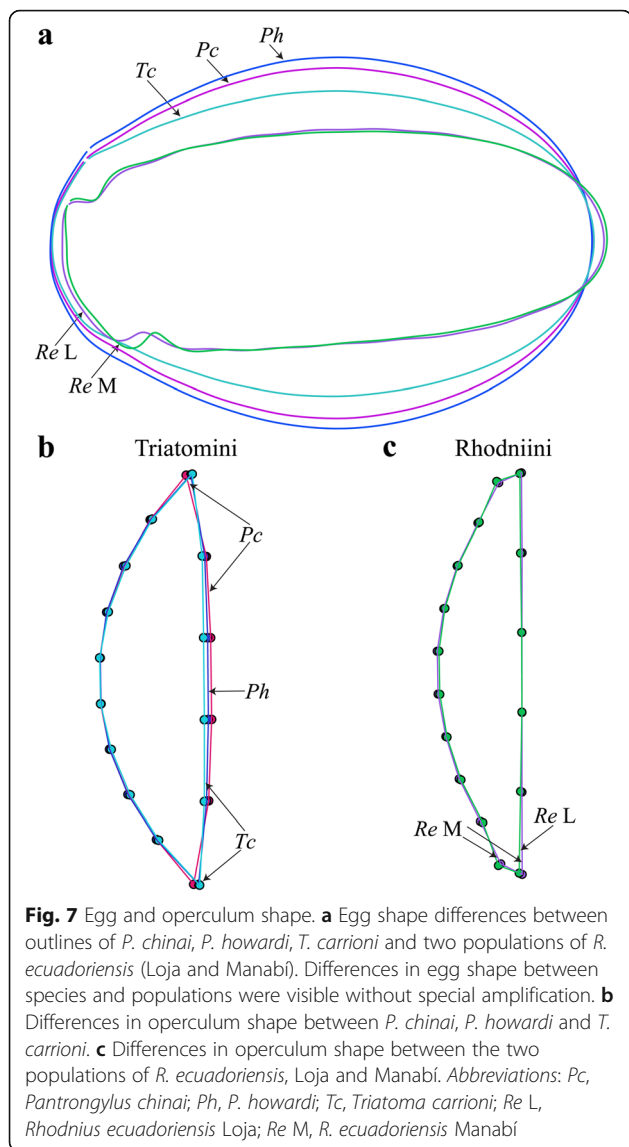 a
Ph
Pc
Tc
Re L
Re M
b Triatomini
c Rhodniini
Pc
Ph
Tc
Re M
Re L
Fig. 7 Egg and operculum shape. a Egg shape differences between
outlines of P. chinai, P. howardi, T. carrioni and two populations of R.
ecuadoriensis (Loja and Manabí). Differences in egg shape between
species and populations were visible without special amplification. b
Differences in operculum shape between P. chinai, P. howardi and T.
carrioni. c Differences in operculum shape between the two
populations of R. ecuadoriensis, Loja and Manabí. Abbreviations: Pc,
Pantrongylus chinai; Ph, P. howardi; Tc, Triatoma carrioni; Re L,
Rhodnius ecuadoriensis Loja; Re M, R. ecuadoriensis Manabí